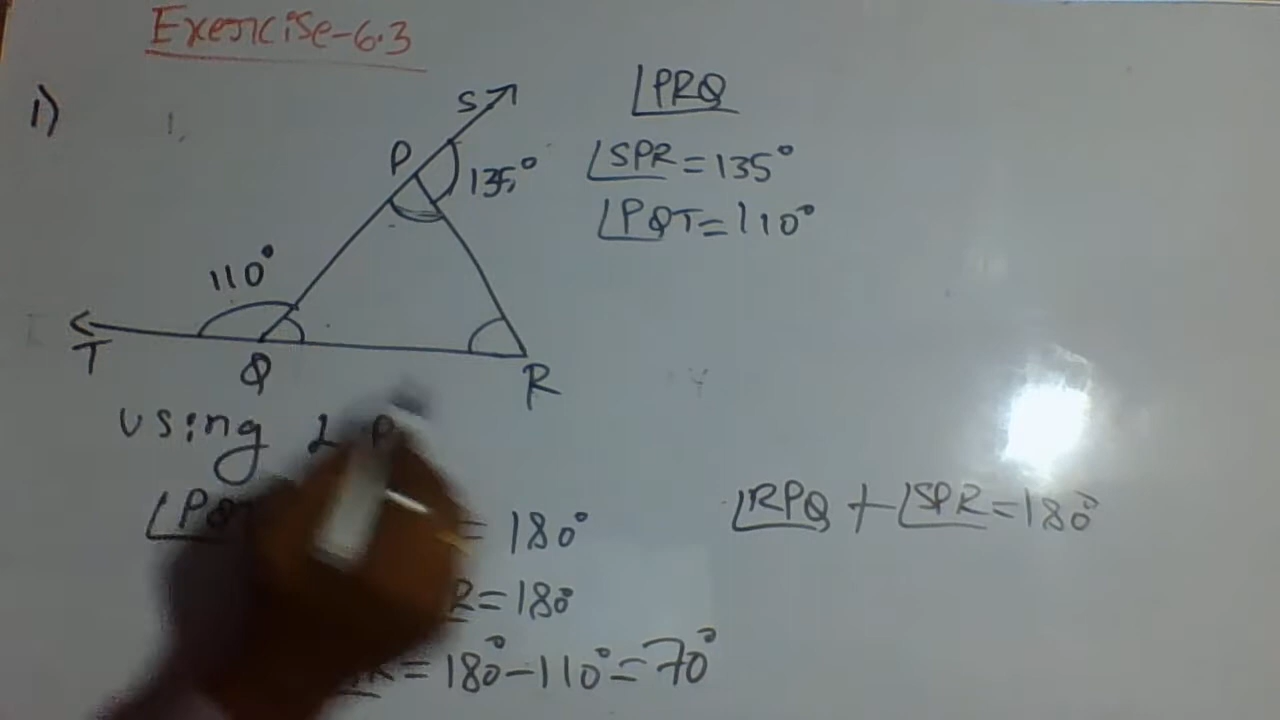 Exercise-6.3
1)
S
∠PRQ
P
135°
∠SPR=135°
∠PQT=110°
110°
T
Q
R
using L P
∠PQ = 180°
R=180°
∠RPQ + ∠SPR=180°
=180°-110°=70°